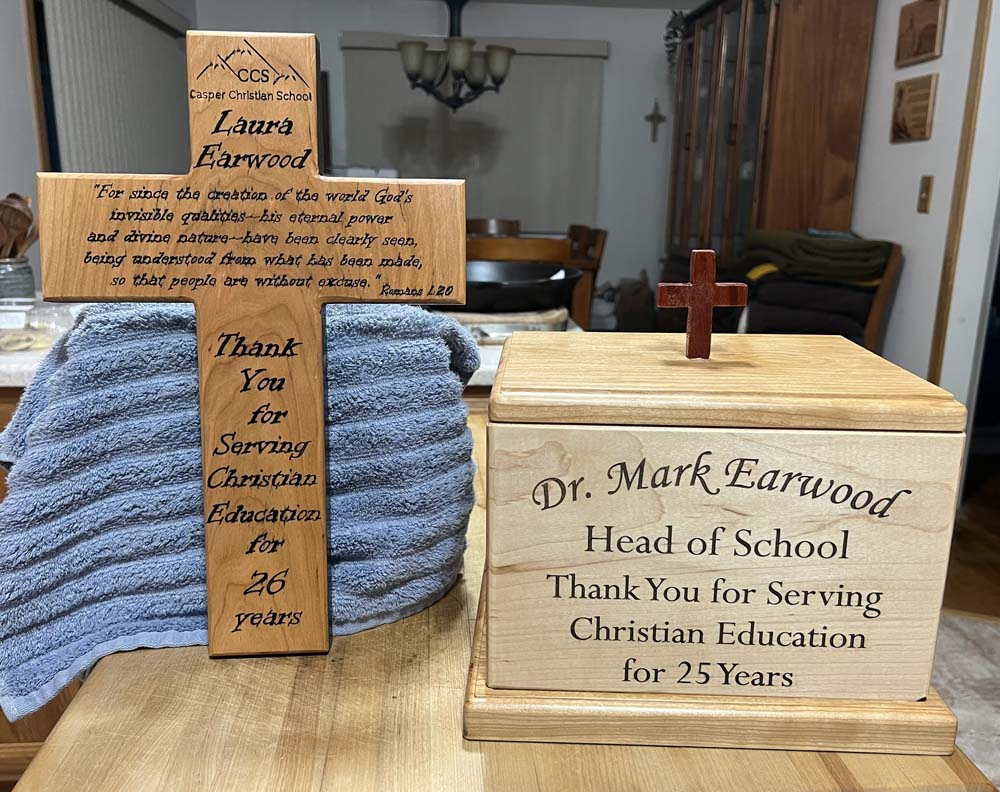 CCS
Casper Christian School
Laura
Earwood
"For since the creation of the world God's
invisible qualities—his eternal power
and divine nature—have been clearly seen,
being understood from what has been made,
so that people are without excuse."
Romans 1:20
Thank
You
for
Serving
Christian
Education
for
26
years
Dr. Mark Earwood
Head of School
Thank You for Serving
Christian Education
for 25 Years